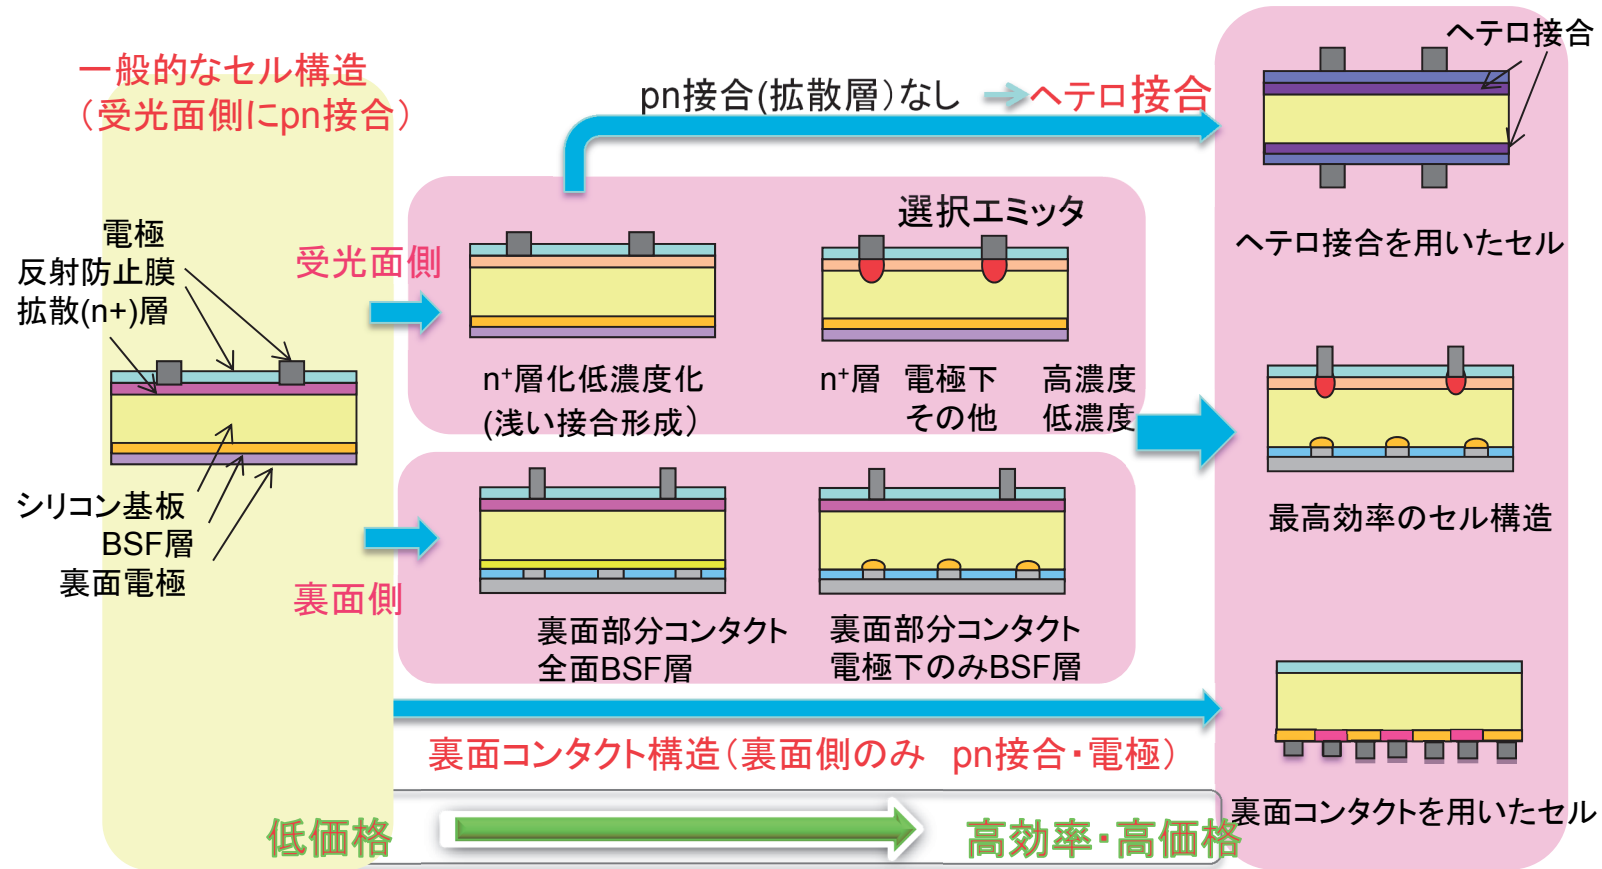 一般的なセル構造
（受光面側にpn接合）
電極
反射防止膜
拡散(n+)層
シリコン基板
BSF層
裏面電極
pn接合(拡散層)なし →ヘテロ接合
受光面側
選択エミッタ
n⁺層化低濃度化
(浅い接合形成）
n⁺層 電極下 高濃度
その他 低濃度
裏面側
裏面部分コンタクト
全面BSF層
裏面部分コンタクト
電極下のみBSF層
裏面コンタクト構造（裏面側のみ pn接合・電極）
低価格
高効率・高価格
ヘテロ接合
ヘテロ接合を用いたセル
最高効率のセル構造
裏面コンタクトを用いたセル